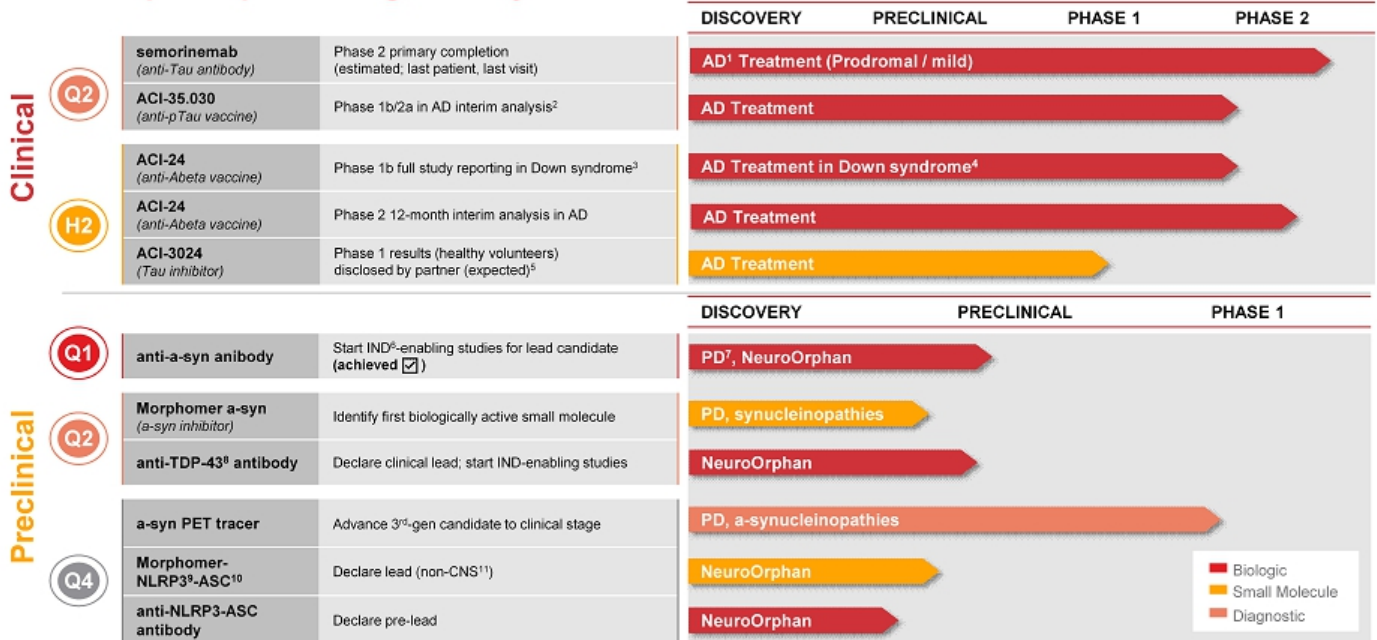 DISCOVERY PRECLINICAL PHASE 1 PHASE 2
Clinical
Q2
semorinemab
(anti-Tau antibody)
Phase 2 primary completion
(estimated; last patient, last visit)
AD¹ Treatment (Prodromal / mild)
ACI-35.030
(anti-pTau vaccine)
Phase 1b/2a in AD interim analysis²
AD Treatment
H2
ACI-24
(anti-Abeta vaccine)
Phase 1b full study reporting in Down syndrome³
AD Treatment in Down syndrome⁴
ACI-24
(anti-Abeta vaccine)
Phase 2 12-month interim analysis in AD
AD Treatment
ACI-3024
(Tau inhibitor)
Phase 1 results (healthy volunteers)
disclosed by partner (expected)⁵
AD Treatment
DISCOVERY PRECLINICAL PHASE 1
Preclinical
Q1
anti-a-syn anibody
Start IND⁶-enabling studies for lead candidate
(achieved ☑ )
PD⁷, NeuroOrphan
Q2
Morphomer a-syn
(a-syn inhibitor)
Identify first biologically active small molecule
PD, synucleinopathies
anti-TDP-43⁸ antibody
Declare clinical lead; start IND-enabling studies
NeuroOrphan
Q4
a-syn PET tracer
Advance 3rd-gen candidate to clinical stage
PD, a-synucleinopathies
Morphomer-
NLRP3⁹-ASC¹⁰
Declare lead (non-CNS¹¹)
NeuroOrphan
anti-NLRP3-ASC
antibody
Declare pre-lead
NeuroOrphan
Biologic
Small Molecule
Diagnostic